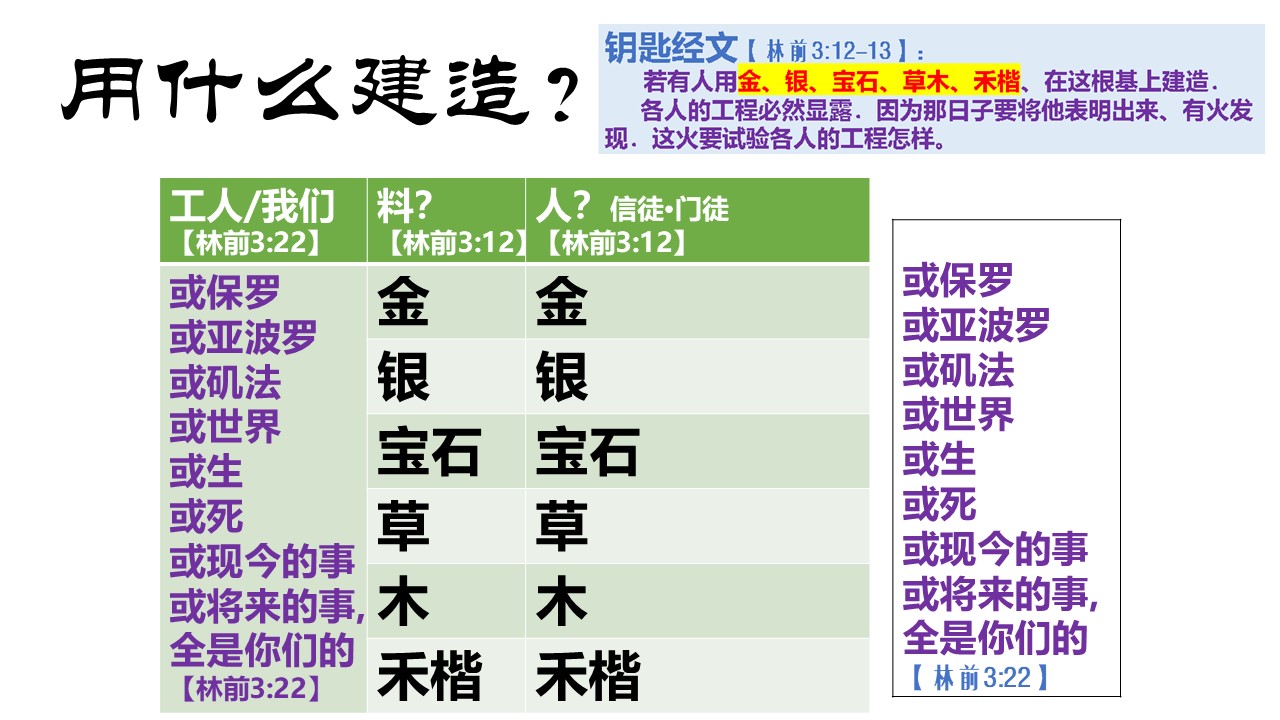 用什么建造？
钥匙经文【林前3:12-13】：
若有人用金、银、宝石、草木、禾楷、在这根基上建造．
各人的工程必然显露．因为那日子要将他表明出来、有火发
现．这火要试验各人的工程怎样。
工人/我们
【林前3:22】
料？
【林前3:12】
人？信徒•门徒
【林前3:12】
或保罗
或亚波罗
或矶法
或世界
或生
或死
或现今的事
或将来的事,
全是你们的
【林前3:22】
金
金
银
银
宝石
宝石
草
草
木
木
禾楷
禾楷
或保罗
或亚波罗
或矶法
或世界
或生
或死
或现今的事
或将来的事,
全是你们的
【林前3:22】